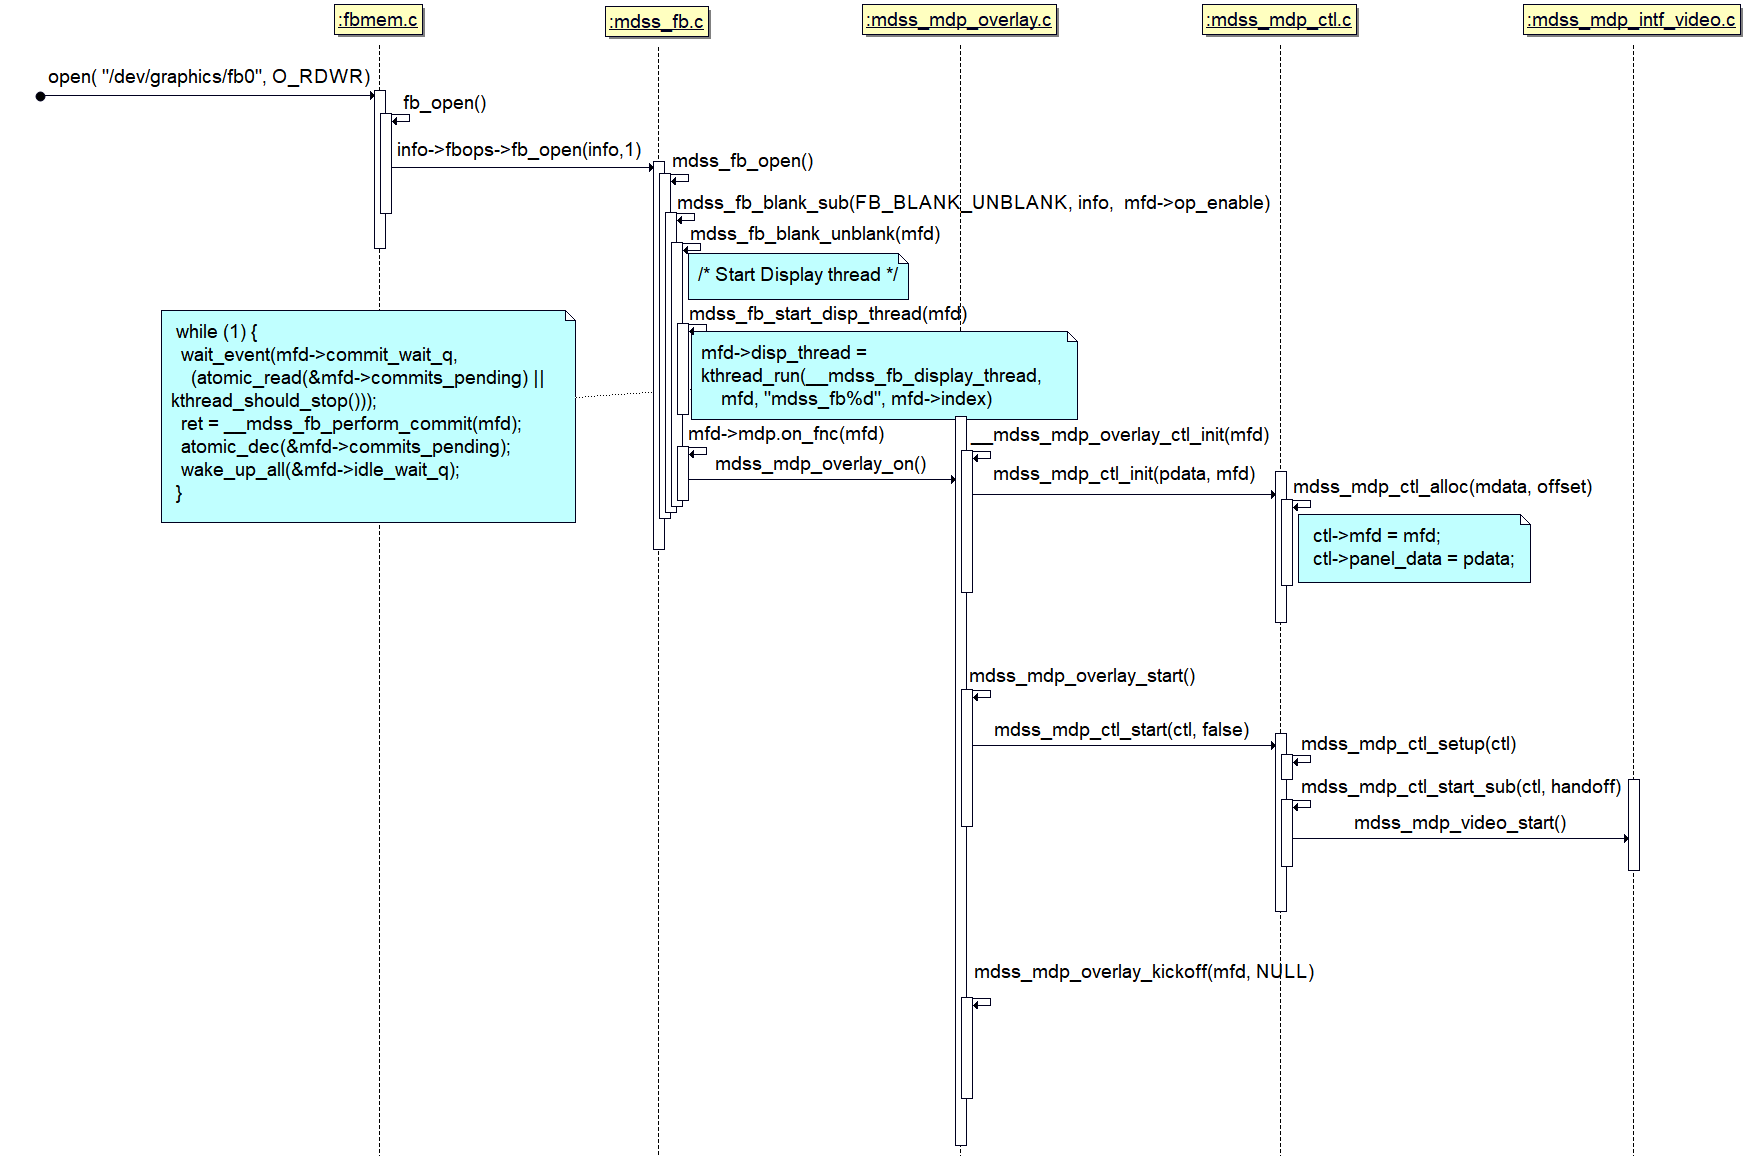 :fbmem.c
:mdss_fb.c
:mdss_mdp_overlay.c
:mdss_mdp_ctl.c
:mdss_mdp_intf_video.c
open( "/dev/graphics/fb0", O_RDWR)
fb_open()
info->fbops->fb_open(info,1)
mdss_fb_open()
mdss_fb_blank_sub(FB_BLANK_UNBLANK, info,  mfd->op_enable)
mdss_fb_blank_unblank(mfd)
/* Start Display thread */
mdss_fb_start_disp_thread(mfd)
while (1) {
wait_event(mfd->commit_wait_q,
(atomic_read(&mfd->commits_pending) ||
kthread_should_stop()));
ret = __mdss_fb_perform_commit(mfd);
atomic_dec(&mfd->commits_pending);
wake_up_all(&mfd->idle_wait_q);
}
mfd->disp_thread =
kthread_run(__mdss_fb_display_thread,
mfd, "mdss_fb%d", mfd->index)
mfd->mdp.on_fnc(mfd)
mdss_mdp_overlay_on()
__mdss_mdp_overlay_ctl_init(mfd)
mdss_mdp_ctl_init(pdata, mfd)
mdss_mdp_ctl_alloc(mdata, offset)
ctl->mfd = mfd;
ctl->panel_data = pdata;
mdss_mdp_overlay_start()
mdss_mdp_ctl_start(ctl, false)
mdss_mdp_ctl_setup(ctl)
mdss_mdp_ctl_start_sub(ctl, handoff)
mdss_mdp_video_start()
mdss_mdp_overlay_kickoff(mfd, NULL)